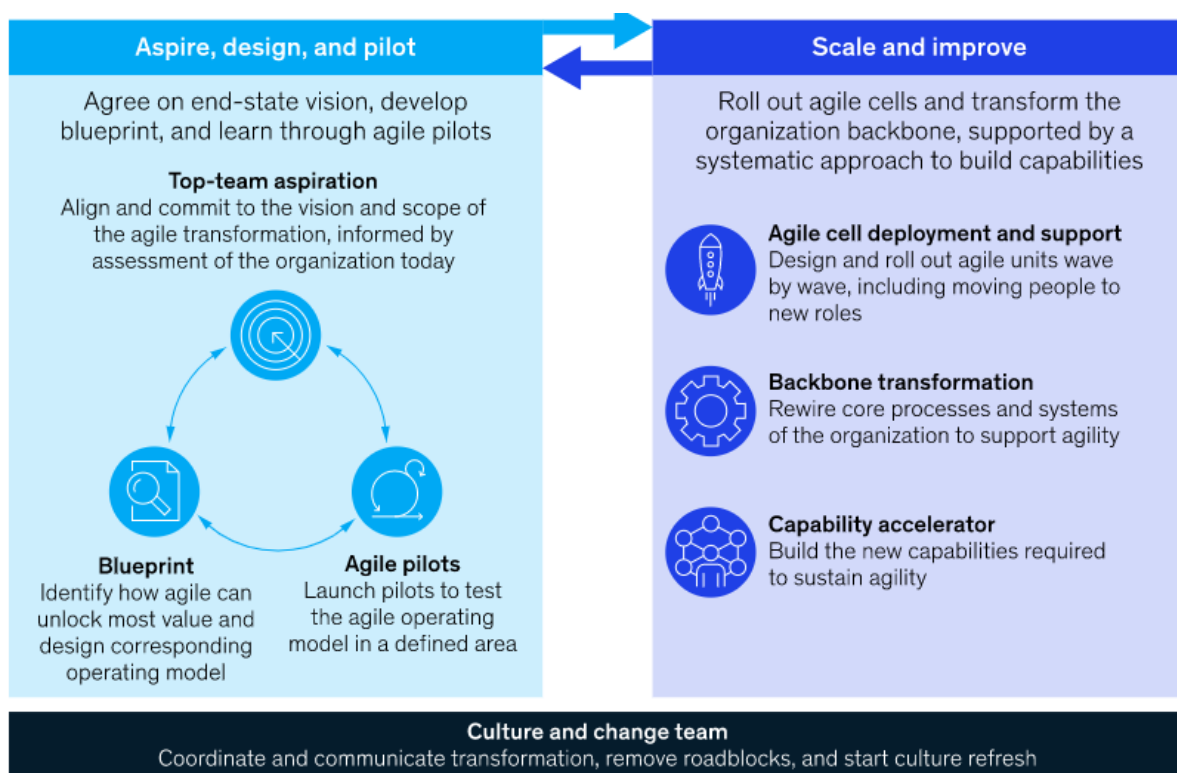 Aspire, design, and pilot
Agree on end-state vision, develop
blueprint, and learn through agile pilots
Top-team aspiration
Align and commit to the vision and scope of
the agile transformation, informed by
assessment of the organization today
Blueprint
Identify how agile can
unlock most value and
design corresponding
operating model
Agile pilots
Launch pilots to test
the agile operating
model in a defined area
Scale and improve
Roll out agile cells and transform the
organization backbone, supported by a
systematic approach to build capabilities
Agile cell deployment and support
Design and roll out agile units wave
by wave, including moving people to
new roles
Backbone transformation
Rewire core processes and systems
of the organization to support agility
Capability accelerator
Build the new capabilities required
to sustain agility
Culture and change team
Coordinate and communicate transformation, remove roadblocks, and start culture refresh